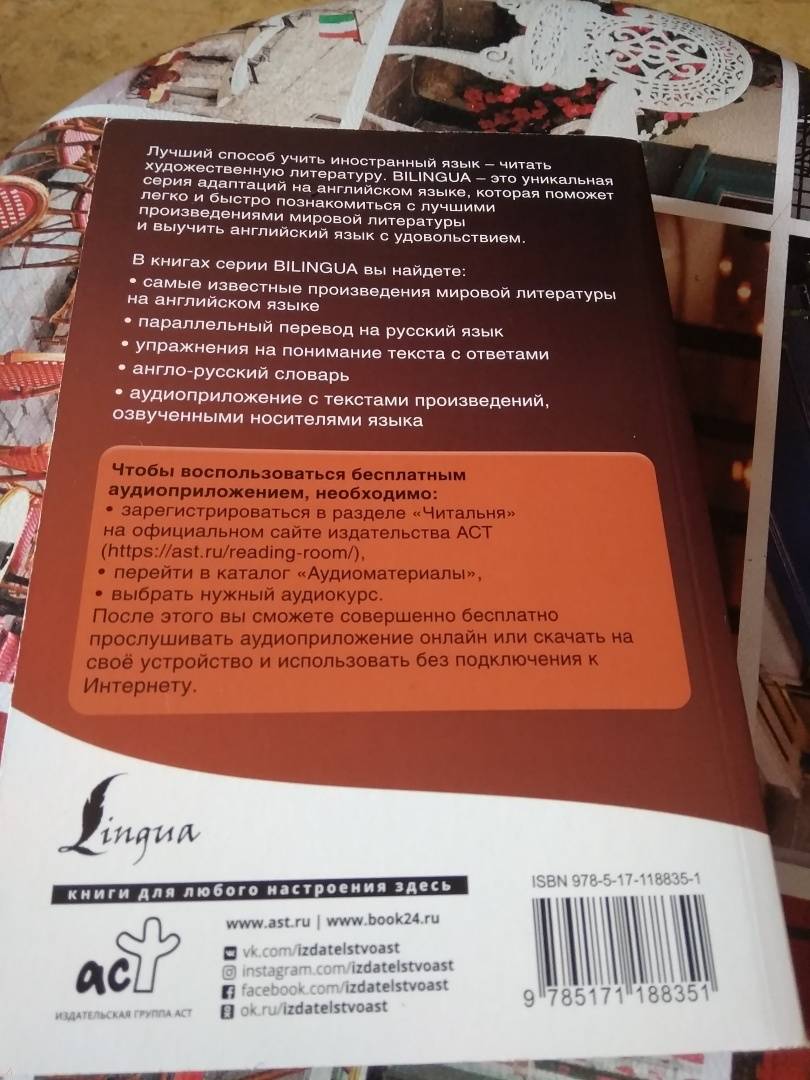 Лучший способ учить иностранный язык – читать
художественную литературу. BILINGUA – это уникальная
серия адаптаций на английском языке, которая поможет
легко и быстро познакомиться с лучшими
произведениями мировой литературы
и выучить английский язык с удовольствием.
В книгах серии BILINGUA вы найдете:
• самые известные произведения мировой литературы
на английском языке
• параллельный перевод на русский язык
• упражнения на понимание текста с ответами
• англо-русский словарь
• аудиоприложение с текстами произведений,
озвученными носителями языка
Чтобы воспользоваться бесплатным
аудиоприложением, необходимо:
• зарегистрироваться в разделе «Читальня»
на официальном сайте издательства АСТ
(https://ast.ru/reading-room/),
• перейти в каталог «Аудиоматериалы»,
• выбрать нужный аудиокурс.
После этого вы сможете совершенно бесплатно
прослушивать аудиоприложение онлайн или скачать на
своё устройство и использовать без подключения к
Интернету.
Lingua
книги для любого настроения здесь
аст
ИЗДАТЕЛЬСКАЯ ГРУППА АСТ
www.ast.ru | www.book24.ru
vk.com/izdatelstvoast
instagram.com/izdatelstvoast
facebook.com/izdatelstvoast
ok.ru/izdatelstvoast
ISBN 978-5-17-118835-1
9 785171 188351